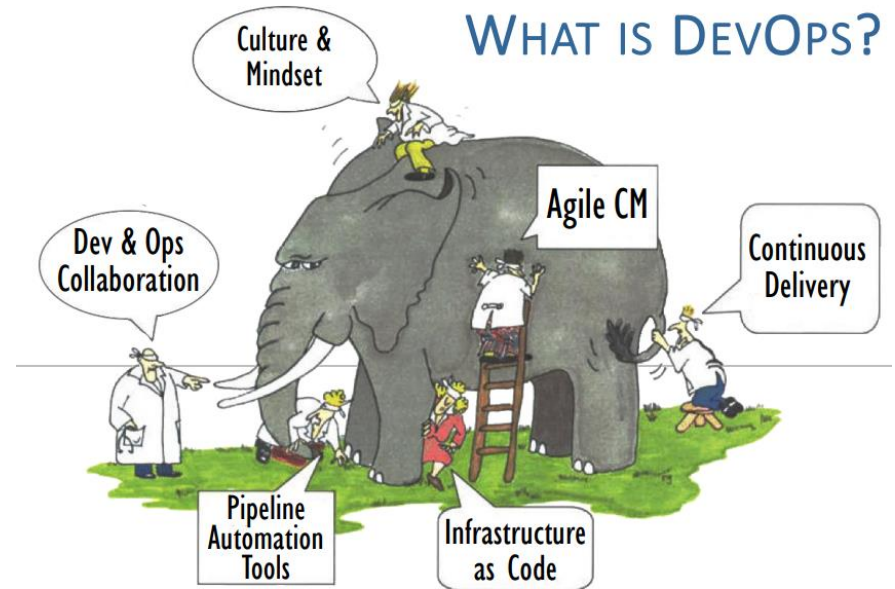 WHAT IS DEVOPS?
Culture &
Mindset
Agile CM
Dev & Ops
Collaboration
Continuous
Delivery
Pipeline
Automation
Tools
Infrastructure
as Code